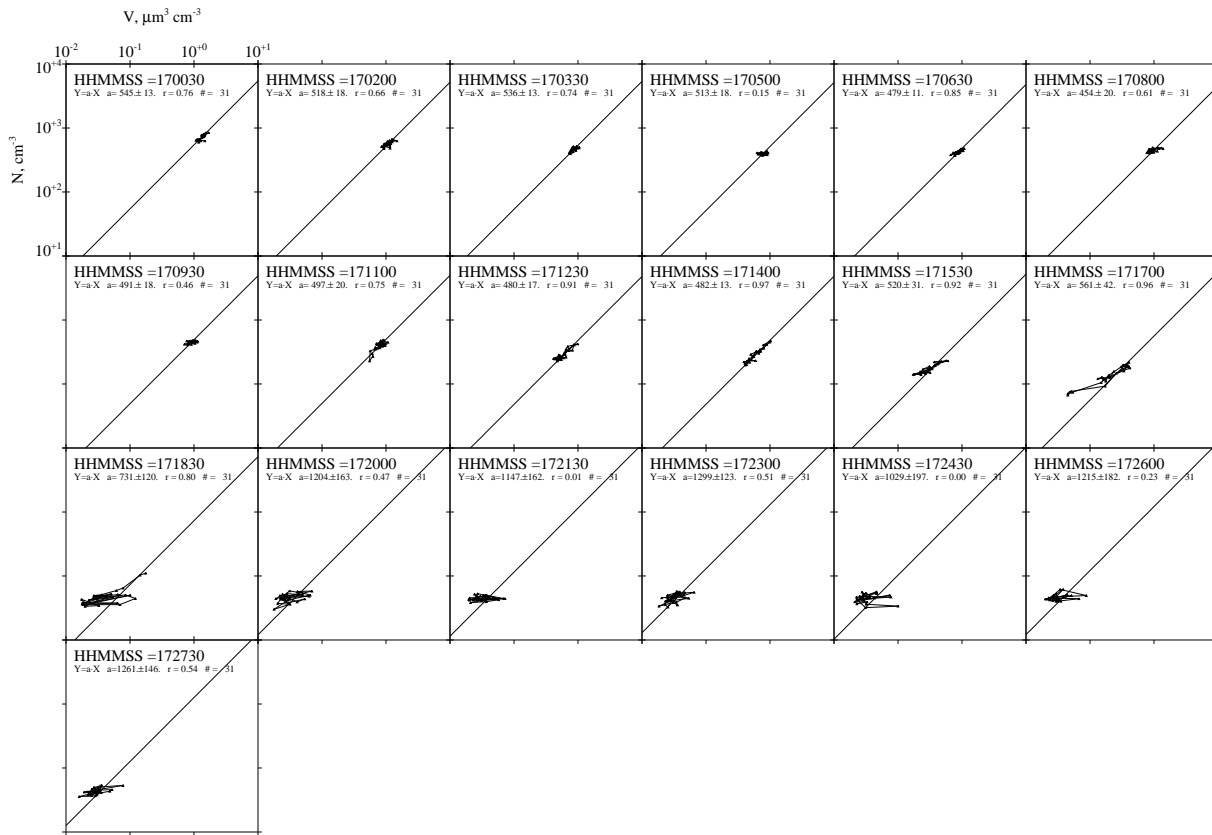 V, μm³ cm⁻³
10⁻² 10⁻¹ 10⁺⁰ 10⁺¹
10⁺⁴
10⁺³
10⁺²
10⁺¹
N, cm⁻³
HHMMSS =170030
Y=a·X a= 545.± 13. r = 0.76 # = 31
HHMMSS =170200
Y=a·X a= 518.± 18. r = 0.66 # = 31
HHMMSS =170330
Y=a·X a= 536.± 13. r = 0.74 # = 31
HHMMSS =170500
Y=a·X a= 513.± 18. r = 0.15 # = 31
HHMMSS =170630
Y=a·X a= 479.± 11. r = 0.85 # = 31
HHMMSS =170800
Y=a·X a= 454.± 20. r = 0.61 # = 31
HHMMSS =170930
Y=a·X a= 491.± 18. r = 0.46 # = 31
HHMMSS =171100
Y=a·X a= 497.± 20. r = 0.75 # = 31
HHMMSS =171230
Y=a·X a= 480.± 17. r = 0.91 # = 31
HHMMSS =171400
Y=a·X a= 482.± 13. r = 0.97 # = 31
HHMMSS =171530
Y=a·X a= 520.± 31. r = 0.92 # = 31
HHMMSS =171700
Y=a·X a= 561.± 42. r = 0.96 # = 31
HHMMSS =171830
Y=a·X a= 731.±120. r = 0.80 # = 31
HHMMSS =172000
Y=a·X a=1204.±163. r = 0.47 # = 31
HHMMSS =172130
Y=a·X a=1147.±162. r = 0.01 # = 31
HHMMSS =172300
Y=a·X a=1299.±123. r = 0.51 # = 31
HHMMSS =172430
Y=a·X a=1029.±197. r = 0.00 # = 31
HHMMSS =172600
Y=a·X a=1215.±182. r = 0.23 # = 31
HHMMSS =172730
Y=a·X a=1261.±146. r = 0.54 # = 31